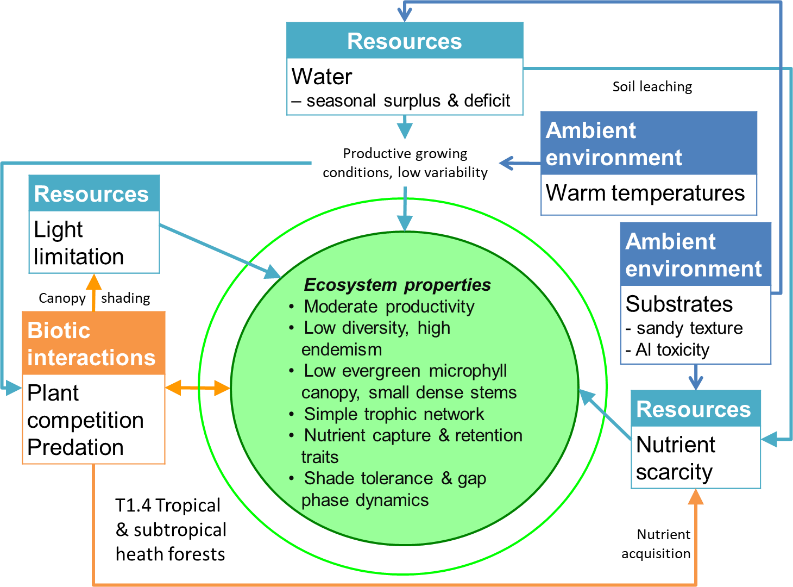 Resources
Water
– seasonal surplus & deficit
Soil leaching
Ambient
environment
Warm temperatures
Productive growing
conditions, low variability
Resources
Light
limitation
Ambient
environment
Substrates
- sandy texture
- Al toxicity
Canopy shading
Biotic
interactions
Plant
competition
Predation
Ecosystem properties
• Moderate productivity
• Low diversity, high
endemism
• Low evergreen microphyll
canopy, small dense stems
• Simple trophic network
• Nutrient capture & retention
traits
• Shade tolerance & gap
phase dynamics
Resources
Nutrient
scarcity
T1.4 Tropical
& subtropical
heath forests
Nutrient
acquisition